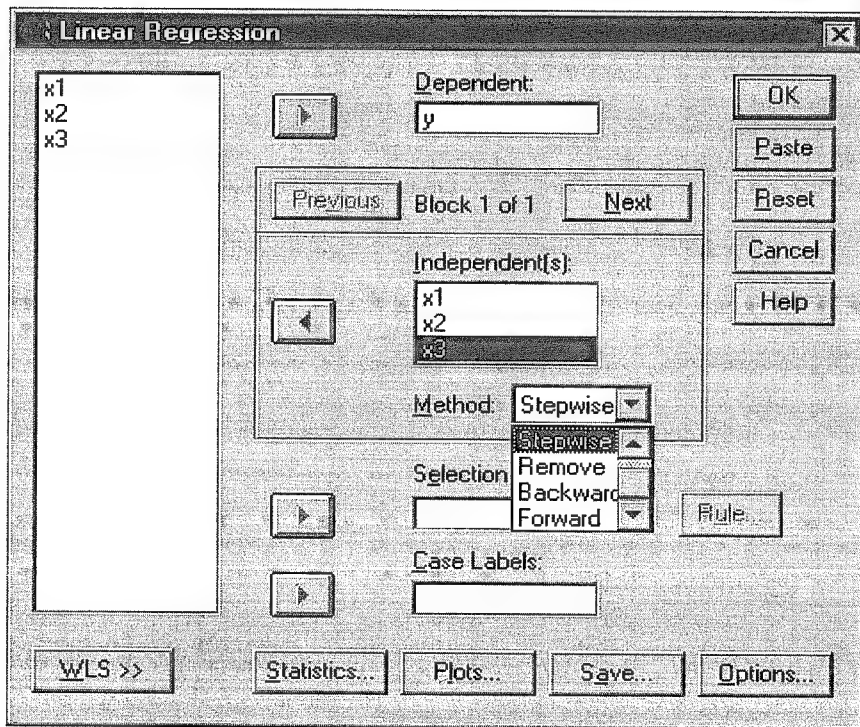 Linear Regression
x1
x2
x3
Dependent:
y
Previous
Block 1 of 1
Next
Independent(s):
x1
x2
x3
Method:
Stepwise
Stepwise
Remove
Backward
Forward
Selection
Rule...
Case Labels:
OK
Paste
Reset
Cancel
Help
WLS >>
Statistics...
Plots...
Save...
Options...